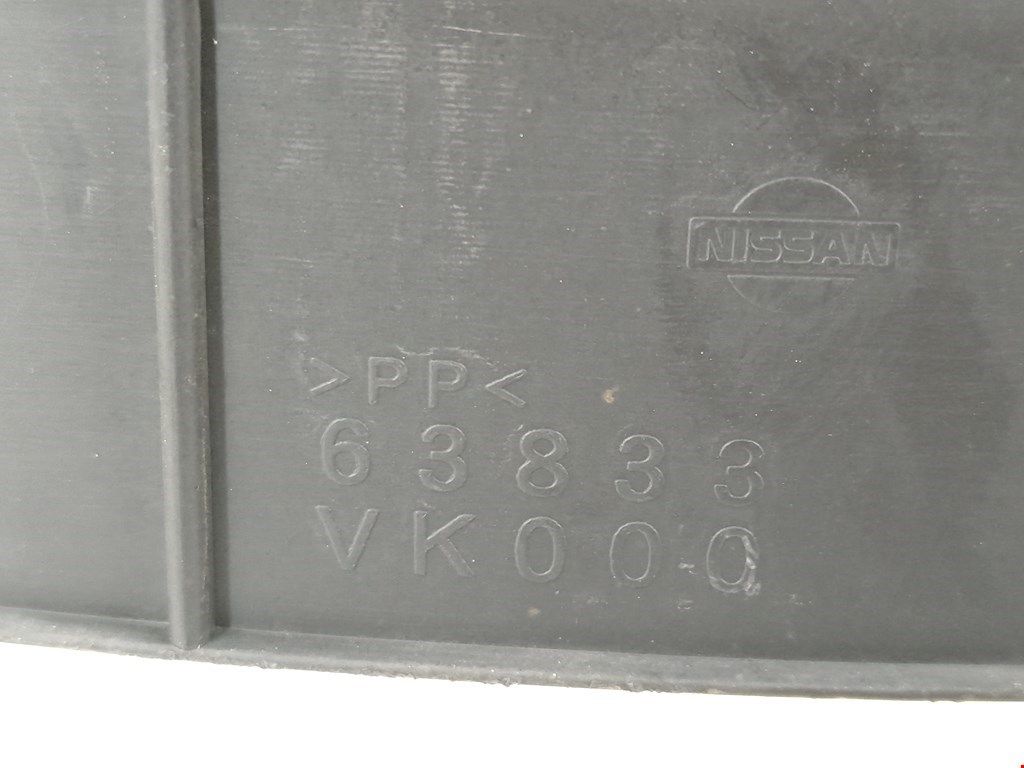 NISSAN
>PP<
63833
VK000